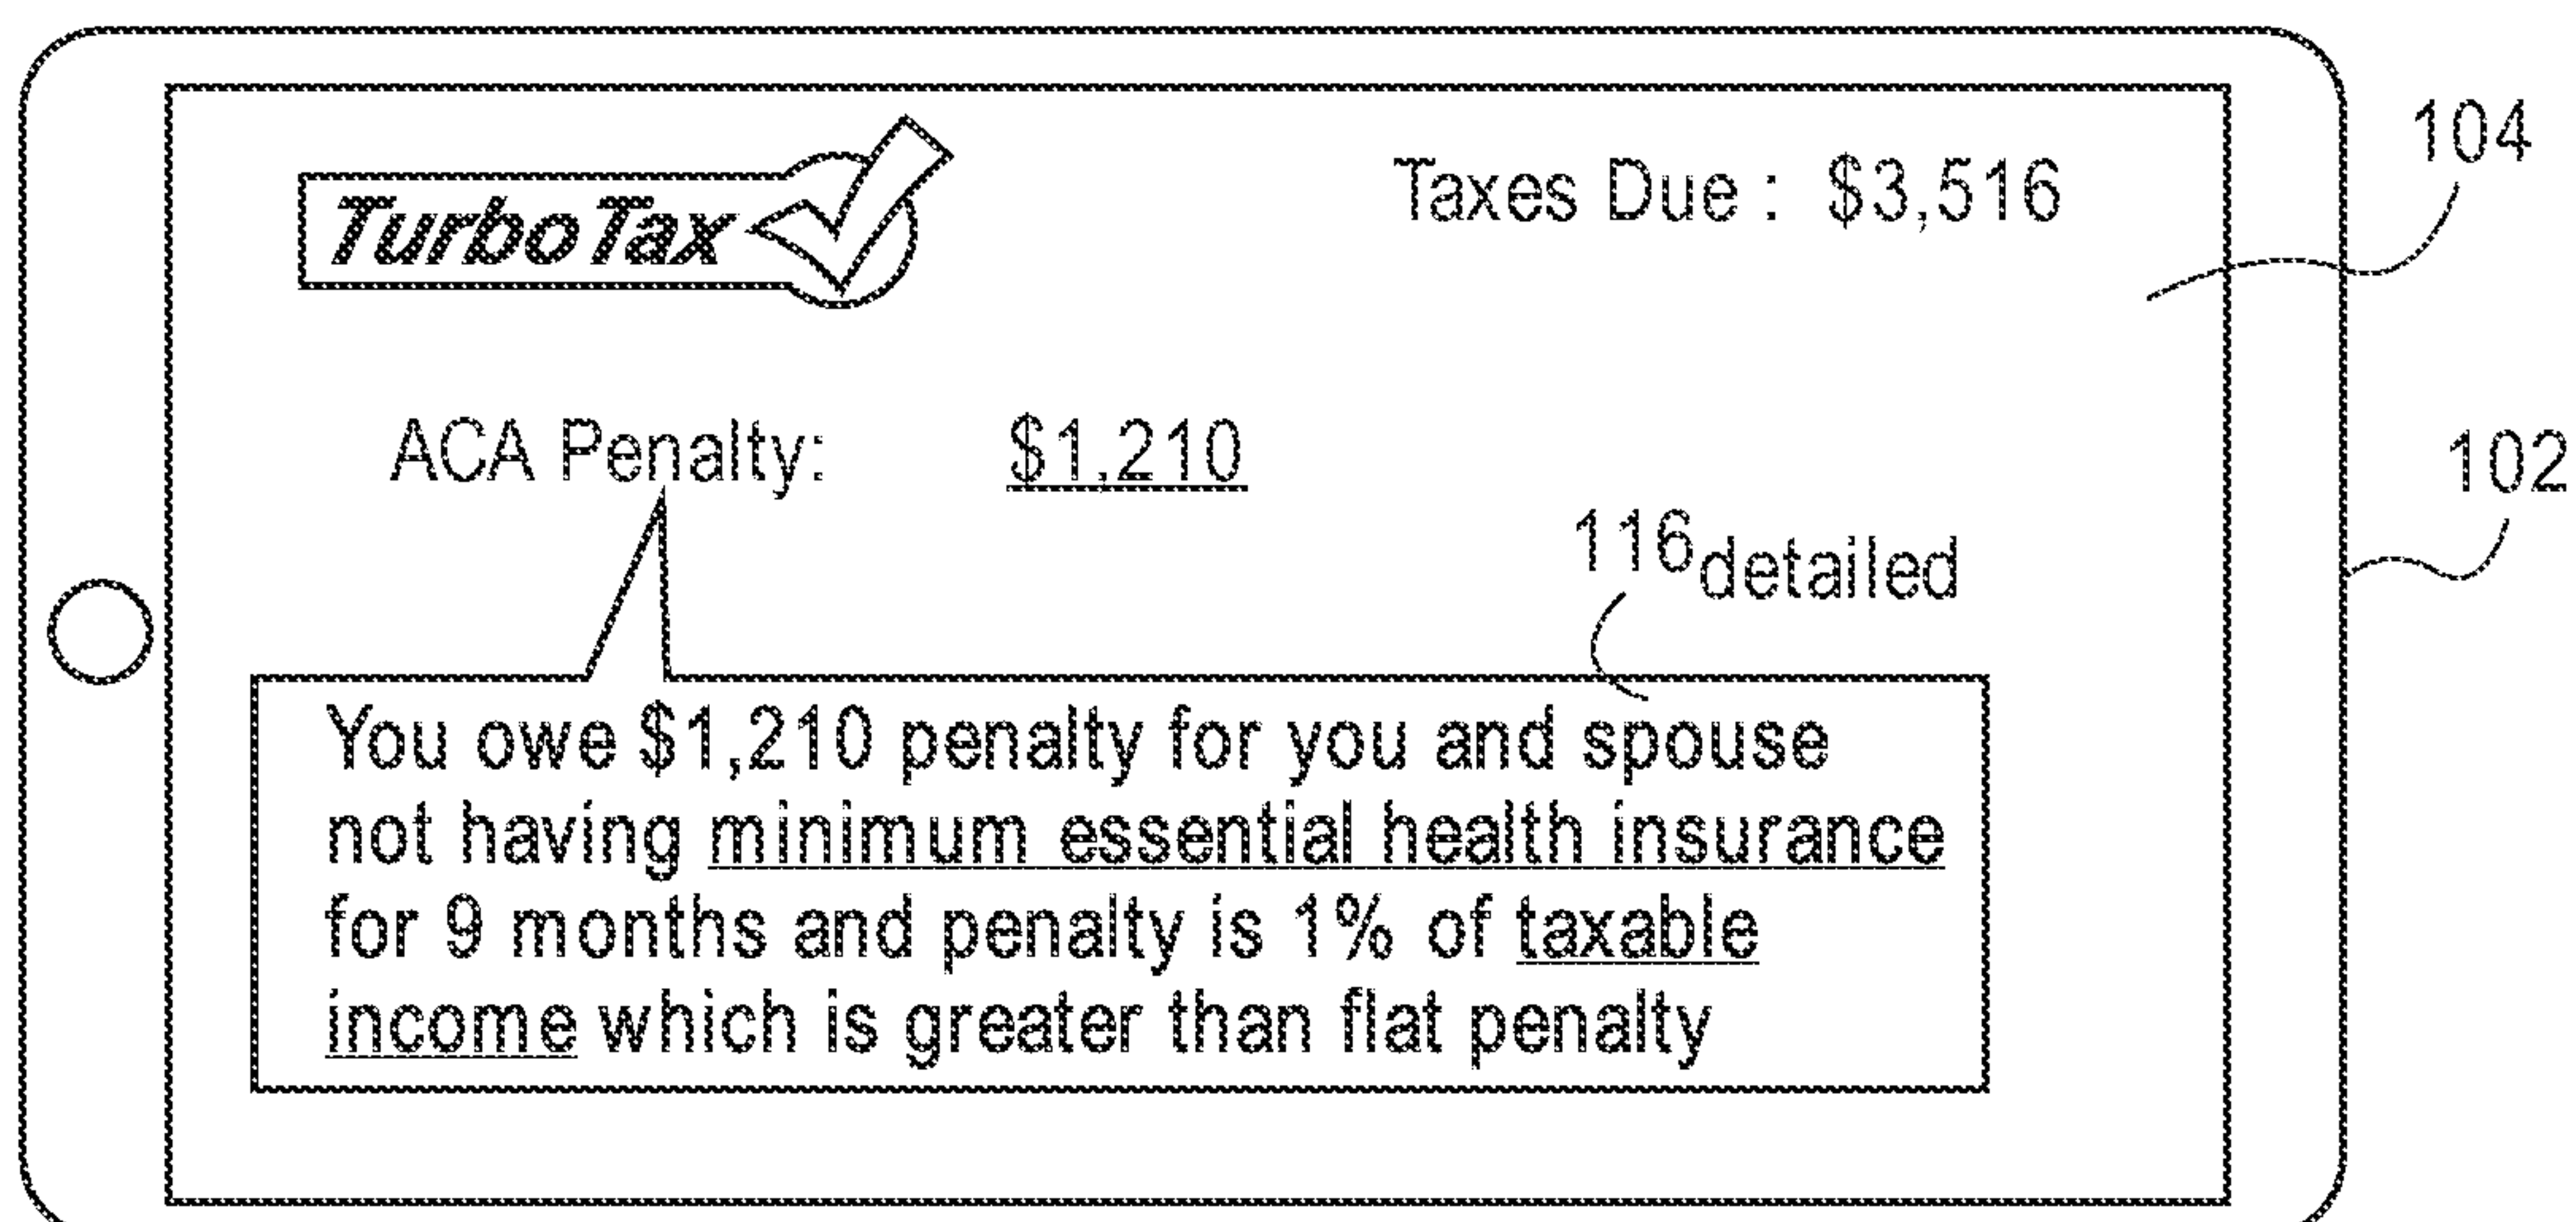 TurboTax
Taxes Due : $3,516
104
ACA Penalty: $1,210
102
116detailed
You owe $1,210 penalty for you and spouse
not having minimum essential health insurance
for 9 months and penalty is 1% of taxable
income which is greater than flat penalty